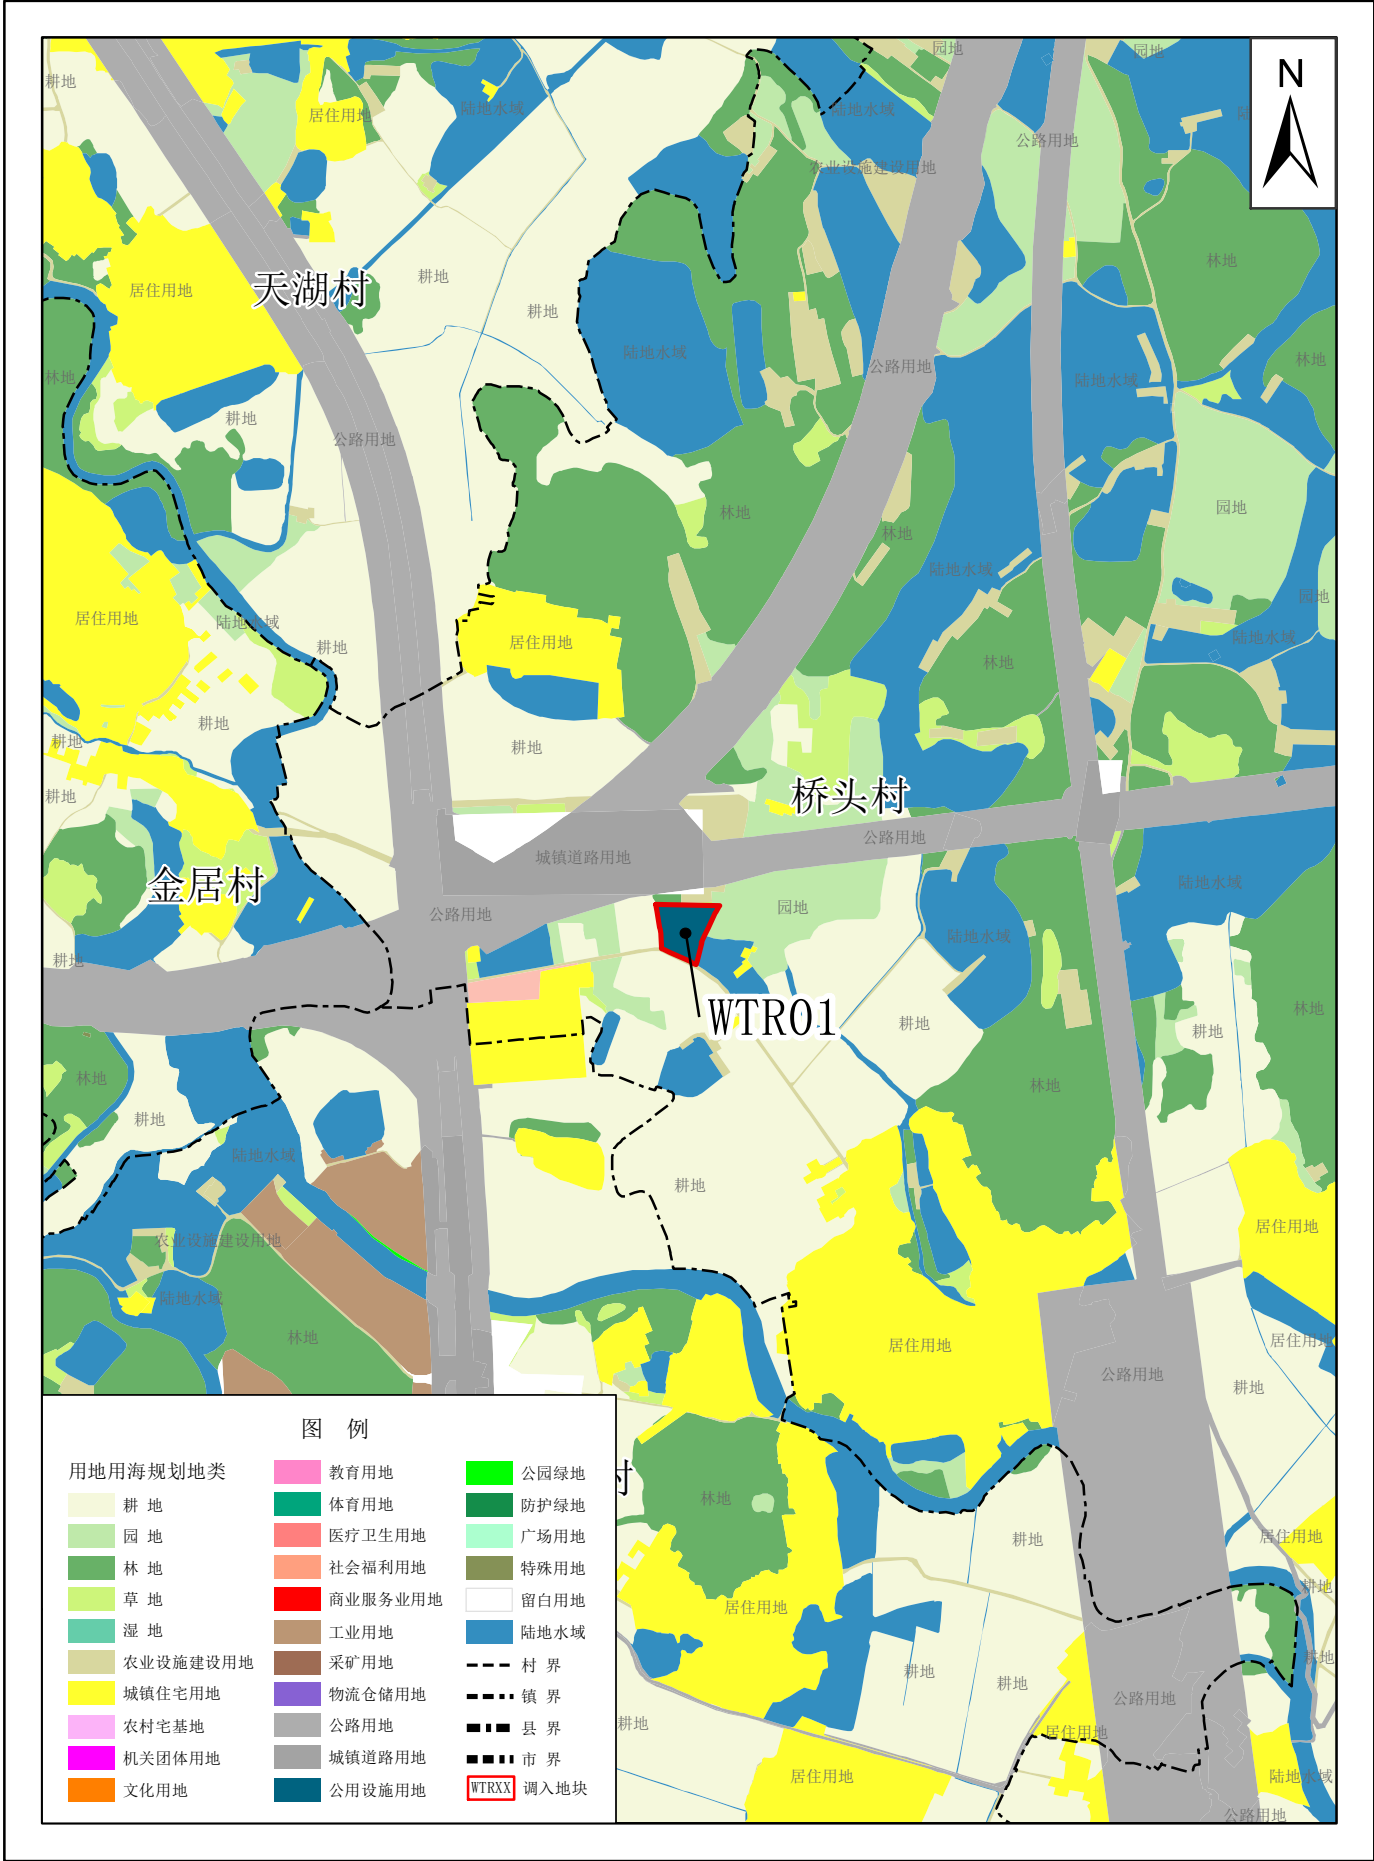 园地
园地
N
耕地
陆地水域
陆地水域
居住用地
公路用地
农业设施建设用地
林地
耕地
居住用地
天湖村
耕地
陆地水域
林地
公路用地
林地
陆地水域
耕地
公路用地
园地
林地
林地
陆地水域
园地
居住用地
陆地水域
陆地水域
居住用地
耕地
林地
耕地
耕地
耕地
耕地
桥头村
公路用地
城镇道路用地
金居村
陆地水域
园地
公路用地
陆地水域
耕地
林地
WTR01
耕地
耕地
林地
林地
耕地
陆地水域
耕地
居住用地
农业设施建设用地
陆地水域
林地
居住用地
居住用地
公路用地
耕地
图 例
用地用海规划地类
耕 地
园 地
林 地
草 地
湿 地
农业设施建设用地
城镇住宅用地
农村宅基地
机关团体用地
文化用地
教育用地
体育用地
医疗卫生用地
社会福利用地
商业服务业用地
工业用地
采矿用地
物流仓储用地
公路用地
城镇道路用地
公用设施用地
公园绿地
防护绿地
广场用地
特殊用地
留白用地
陆地水域
村 界
镇 界
县 界
市 界
WTRXX 调入地块
村
林地
耕地
居住用地
耕地
居住用地
耕地
耕地
耕地
公路用地
耕地
居住用地
居住用地
陆地水域
公路用地